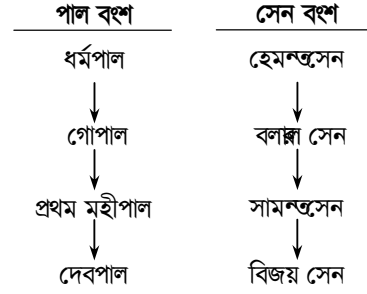 পাল বংশ সেন বংশ
ধর্মপাল হেমন্তসেন
গোপাল বলাল সেন
প্রথম মহীপাল সামন্তসেন
দেবপাল বিজয় সেন